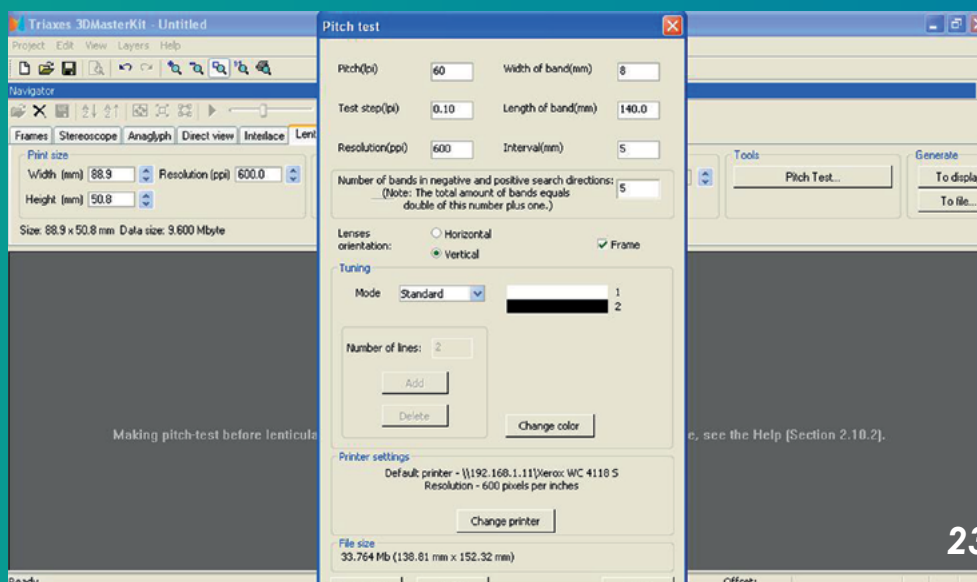 Triaxes 3DMasterKit - Untitled
Project Edit View Layers Help
Navigator
Frames Stereoscope Anaglyph Direct view Interlace Lent
Print size
Width (mm) 88.9 Resolution (ppi) 600.0
Height (mm) 50.8
Size: 88.9 x 50.8 mm Data size: 9.600 Mbyte
Pitch test
Pitch(lpi) 60 Width of band(mm) 8
Test step(lpi) 0.10 Length of band(mm) 140.0
Resolution(ppi) 600 Interval(mm) 5
Number of bands in negative and positive search directions: 5
(Note: The total amount of bands equals
double of this number plus one.)
Lenses
orientation:
Horizontal
Vertical
Frame
Tuning
Mode Standard 1
2
Number of lines: 2
Add
Delete
Change color
Printer settings
Default printer - \\192.168.1.11\Xerox WC 4118 S
Resolution - 600 pixels per inches
Change printer
File size
33.764 Mb (138.81 mm x 152.32 mm)
Tools
Pitch Test...
Generate
To displa
To file...
Making pitch-test before lenticula
e, see the Help (Section 2.10.2).
23
Ready
Offset: